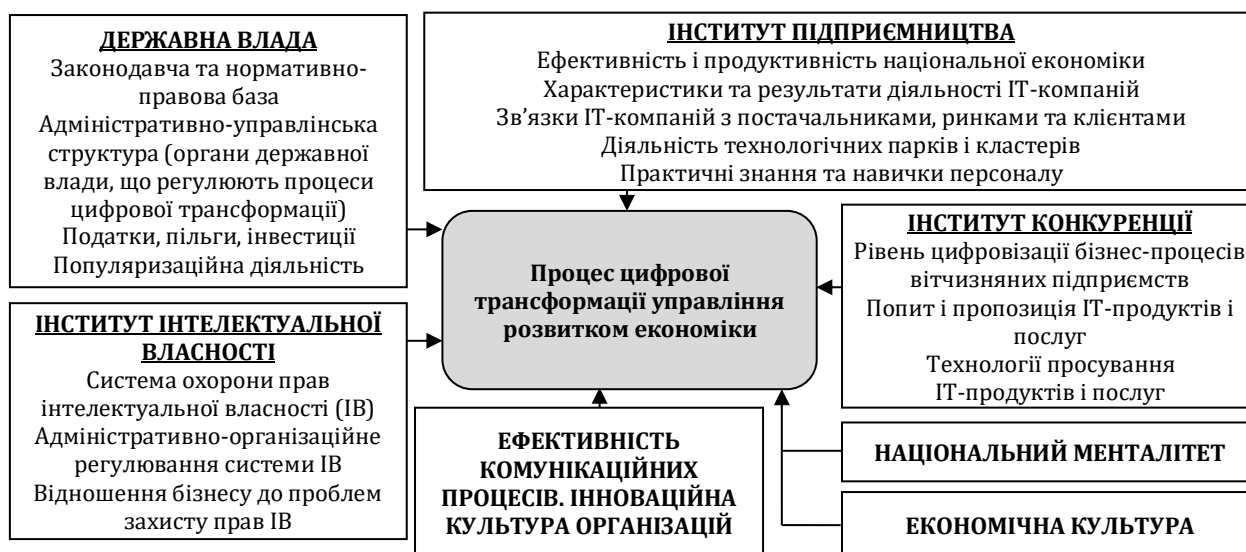 ДЕРЖАВНА ВЛАДА
Законодавча та нормативно-
правова база
Адміністративно-управлінська
структура (органи державної
влади, що регулюють процеси
цифрової трансформації)
Податки, пільги, інвестиції
Популяризаційна діяльність
ІНСТИТУТ ПІДПРИЄМНИЦТВА
Ефективність і продуктивність національної економіки
Характеристики та результати діяльності ІТ-компаній
Зв’язки ІТ-компаній з постачальниками, ринками та клієнтами
Діяльність технологічних парків і кластерів
Практичні знання та навички персоналу
Процес цифрової
трансформації управління
розвитком економіки
ІНСТИТУТ КОНКУРЕНЦІЇ
Рівень цифровізації бізнес-процесів
вітчизняних підприємств
Попит і пропозиція ІТ-продуктів і
послуг
Технології просування
ІТ-продуктів і послуг
ІНСТИТУТ ІНТЕЛЕКТУАЛЬНОЇ
ВЛАСНОСТІ
Система охорони прав
інтелектуальної власності (ІВ)
Адміністративно-організаційне
регулювання системи ІВ
Відношення бізнесу до проблем
захисту прав ІВ
ЕФЕКТИВНІСТЬ
КОМУНІКАЦІЙНИХ
ПРОЦЕСІВ. ІННОВАЦІЙНА
КУЛЬТУРА ОРГАНІЗАЦІЙ
НАЦІОНАЛЬНИЙ МЕНТАЛІТЕТ
ЕКОНОМІЧНА КУЛЬТУРА